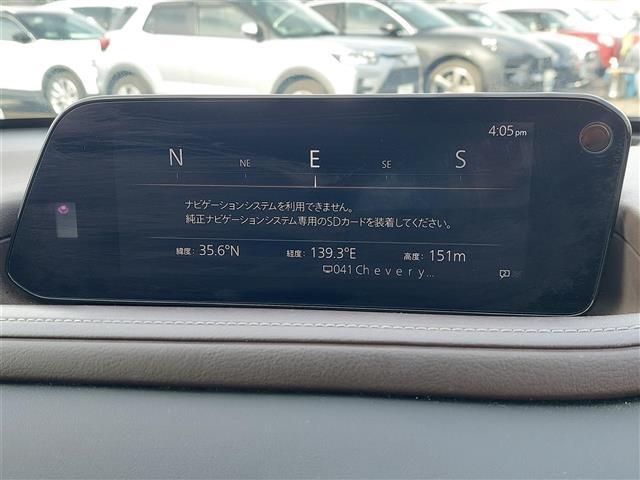 4:05pm
N NE E SE S
ナビゲーションシステムを利用できません。
純正ナビゲーションシステム専用のSDカードを装着してください。
緯度: 35.6°N 経度: 139.3°E 高度: 151m
041Chevery...